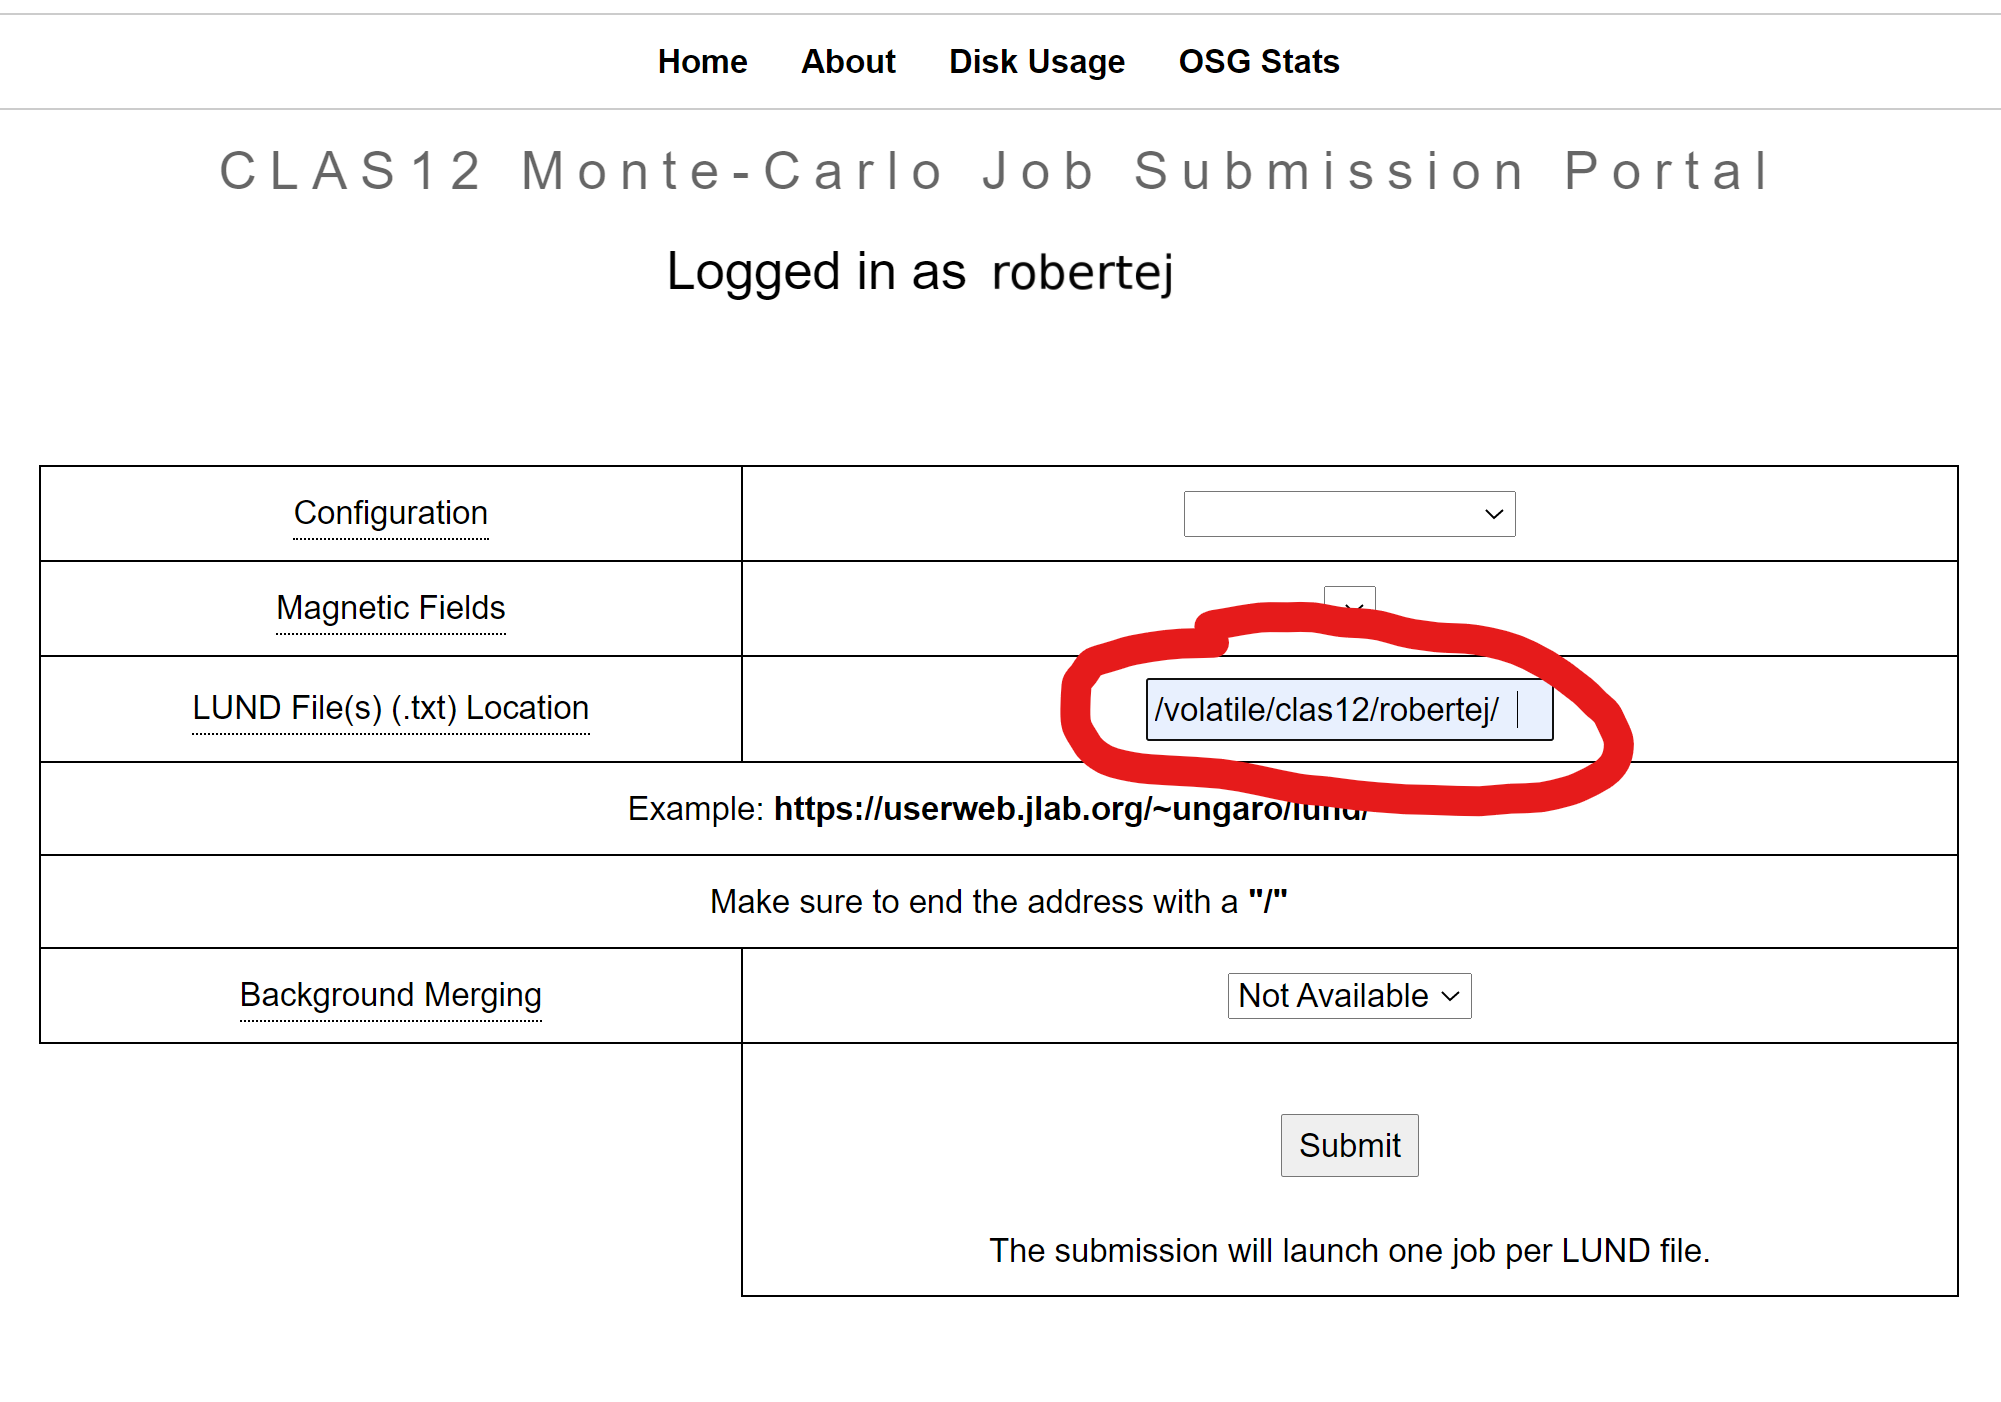 Home About Disk Usage OSG Stats
CLAS12 Monte-Carlo Job Submission Portal
Logged in as robertej
Configuration
Magnetic Fields
LUND File(s) (.txt) Location /volatile/clas12/robertej/
Example: https://userweb.jlab.org/~ungaro/lund/
Make sure to end the address with a "/"
Background Merging Not Available
Submit
The submission will launch one job per LUND file.